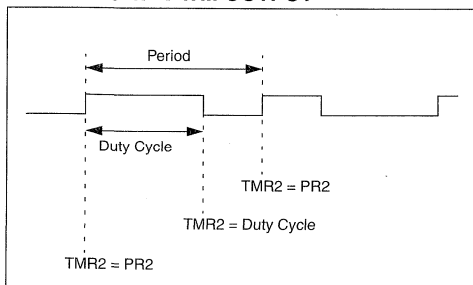 Period
Duty Cycle
TMR2 = PR2
TMR2 = Duty Cycle
TMR2 = PR2